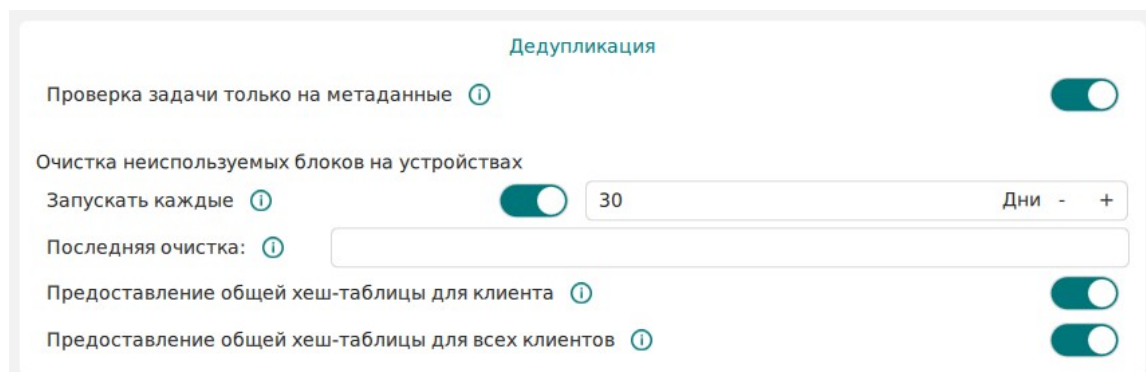 Дедупликация
Проверка задачи только на метаданные
Очистка неиспользуемых блоков на устройствах
Запускать каждые 30 Дни - +
Последняя очистка:
Предоставление общей хеш-таблицы для клиента
Предоставление общей хеш-таблицы для всех клиентов